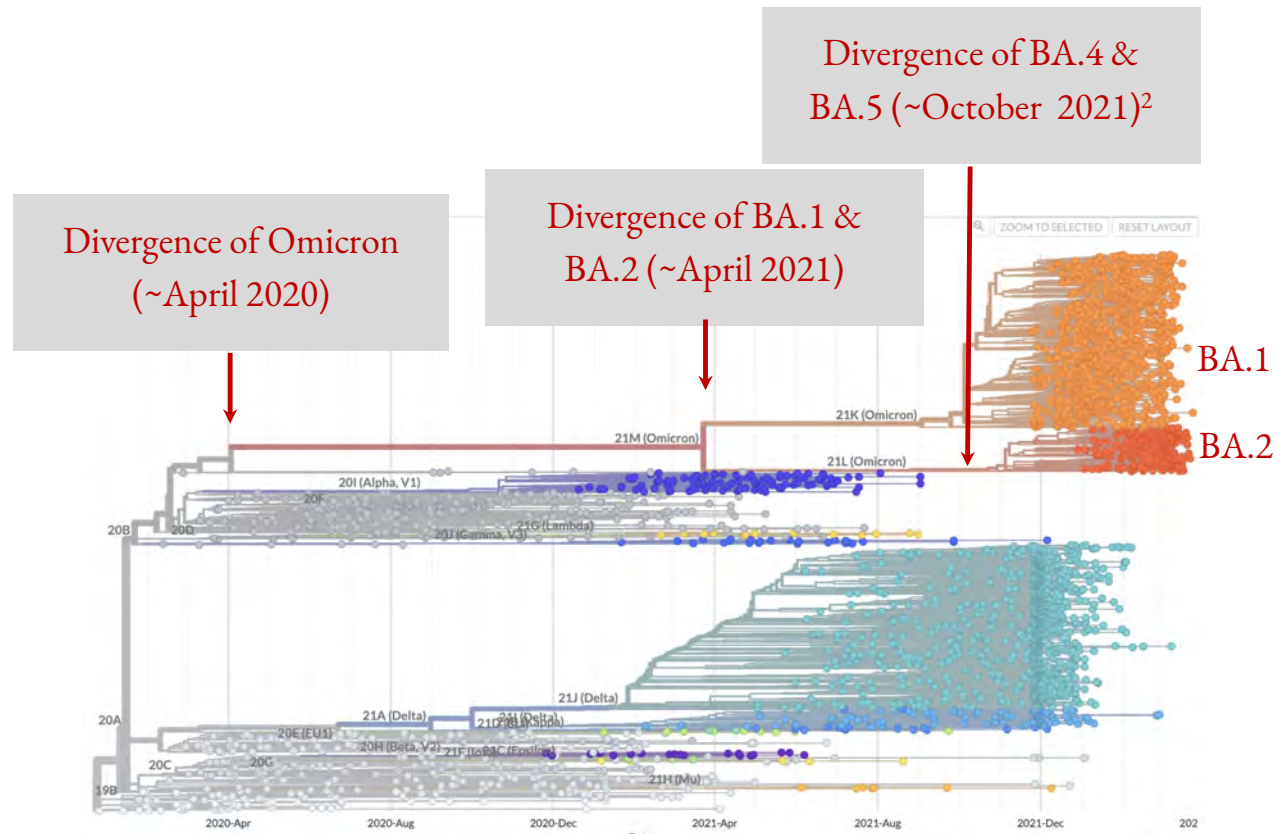 Divergence of BA.4 &
BA.5 (~October 2021)²
Divergence of Omicron
(~April 2020)
Divergence of BA.1 &
BA.2 (~April 2021)
ZOOM TO SELECTED
RESET LAYOUT
BA.1
21K (Omicron)
21M (Omicron)
BA.2
21L (Omicron)
20I (Alpha, V1)
20F
20B
20D
21G (Lambda)
20J (Gamma, V3)
21J (Delta)
21A (Delta)
20A
20E (EU1)
20H (Beta, V2)
20C
20G
21H (Mu)
19B
2020-Apr
2020-Aug
2020-Dec
2021-Apr
2021-Aug
2021-Dec
202